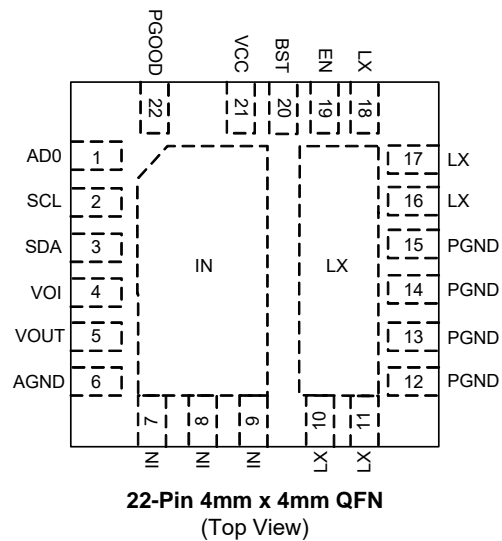 PGOOD VCC BST EN LX
22 21 20 19 18
AD0 1 17 LX
SCL 2 16 LX
SDA 3 15 PGND
IN LX
VOI 4 14 PGND
VOUT 5 13 PGND
AGND 6 12 PGND
7 8 9 10 11
IN IN IN LX LX
22-Pin 4mm x 4mm QFN
(Top View)